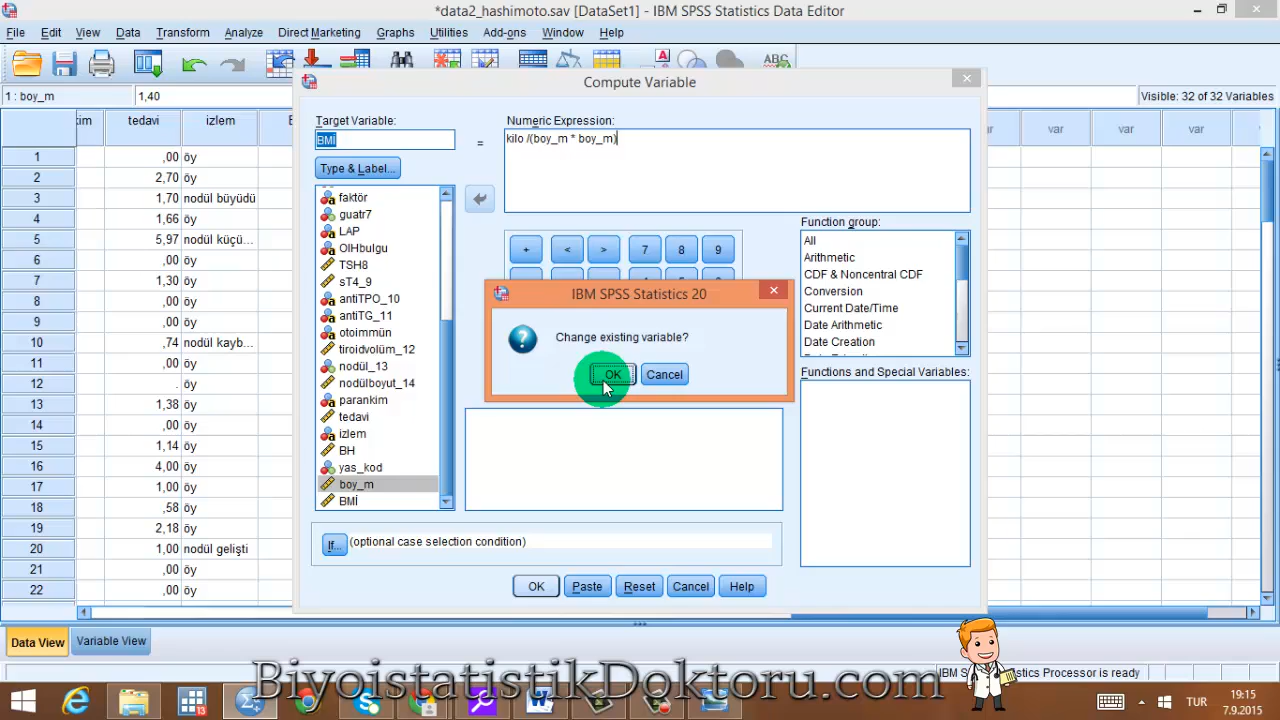 *data2_hashimoto.sav [DataSet1] - IBM SPSS Statistics Data Editor
File Edit View Data Transform Analyze Direct Marketing Graphs Utilities Add-ons Window Help
1 : boy_m 1,40 Visible: 32 of 32 Variables
tedavi izlem var var var var
1 ,00 öy
2 2,70 öy
3 1,70 nodül büyüdü
4 1,66 öy
5 5,97 nodül küçü...
6 ,00 öy
7 1,30 öy
8 ,00 öy
9 ,00 öy
10 ,74 nodül kayb...
11 ,00 öy
12 . öy
13 1,38 öy
14 ,00 öy
15 1,14 öy
16 4,00 öy
17 1,00 öy
18 ,58 öy
19 2,18 öy
20 1,00 nodül gelişti
21 ,00 öy
22 ,00 öy
Compute Variable
Target Variable:
BMİ
=
Numeric Expression:
kilo /(boy_m * boy_m)
Type & Label...
faktör
guatr7
LAP
OlHbulgu
TSH8
sT4_9
antiTPO_10
antiTG_11
otoimmün
tiroidvolüm_12
nodül_13
nodülboyut_14
parankim
tedavi
izlem
BH
yas_kod
boy_m
BMİ
+ < > 7 8 9
Function group:
All
Arithmetic
CDF & Noncentral CDF
Conversion
Current Date/Time
Date Arithmetic
Date Creation
Functions and Special Variables:
IBM SPSS Statistics 20
Change existing variable?
OK Cancel
If... (optional case selection condition)
OK Paste Reset Cancel Help
Data View Variable View
Processor is ready
BiyoistatistikDoktoru.com
TUR
19:15
7.9.2015